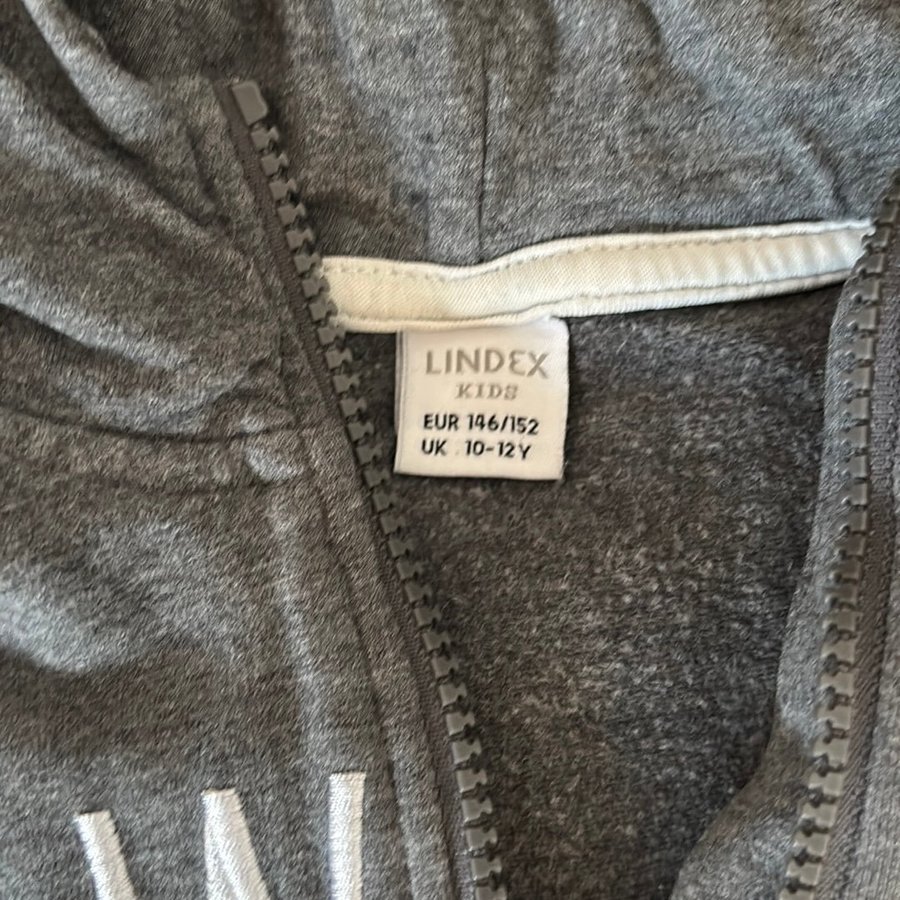 LINDEX
KIDS
EUR 146/152
UK 10-12Y